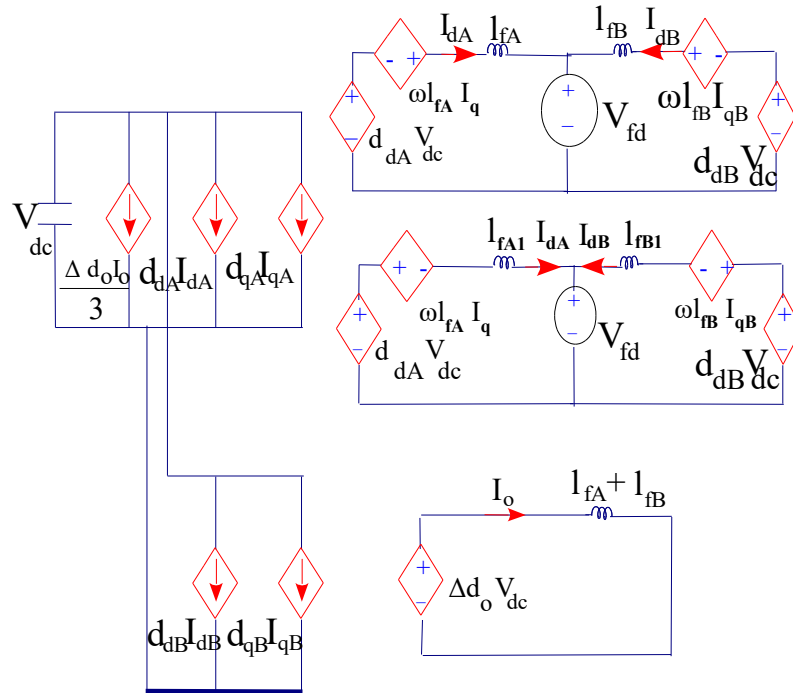 I_dA l_fA l_fB I_dB
- + + -
ωl_fA I_q ωl_fB I_qB
+ - + - + -
d_dA V_dc V_fd d_dB V_dc
V_dc
Δ d_o I_o / 3 d_dA I_dA d_qA I_qA
l_fA1 I_dA I_dB l_fB1
- + - +
ωl_fA I_q ωl_fB I_qB
+ - + - + -
d_dA V_dc V_fd d_dB V_dc
I_o l_fA + l_fB
+ -
Δd_o V_dc
d_dB I_dB d_qB I_qB